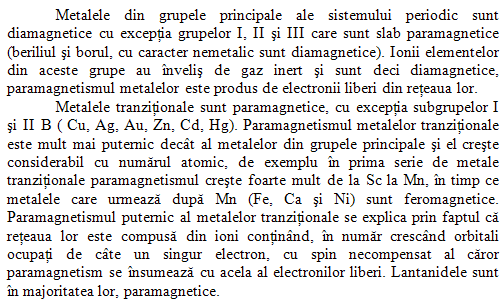 Metalele din grupele principale ale sistemului periodic sunt
diamagnetice cu excepţia grupelor I, II şi III care sunt slab paramagnetice
(beriliul şi borul, cu caracter nemetalic sunt diamagnetice). Ionii elementelor
din aceste grupe au înveliş de gaz inert şi sunt deci diamagnetice,
paramagnetismul metalelor este produs de electronii liberi din reţeaua lor.
Metalele tranziţionale sunt paramagnetice, cu excepţia subgrupelor I
şi II B ( Cu, Ag, Au, Zn, Cd, Hg). Paramagnetismul metalelor tranziţionale
este mult mai puternic decât al metalelor din grupele principale şi el creşte
considerabil cu numărul atomic, de exemplu în prima serie de metale
tranziţionale paramagnetismul creşte foarte mult de la Sc la Mn, în timp ce
metalele care urmează după Mn (Fe, Ca şi Ni) sunt feromagnetice.
Paramagnetismul puternic al metalelor tranziţionale se explica prin faptul că
reţeaua lor este compusă din ioni conţinând, în număr crescând orbitali
ocupaţi de câte un singur electron, cu spin necompensat al căror
paramagnetism se însumează cu acela al electronilor liberi. Lantanidele sunt
în majoritatea lor, paramagnetice.